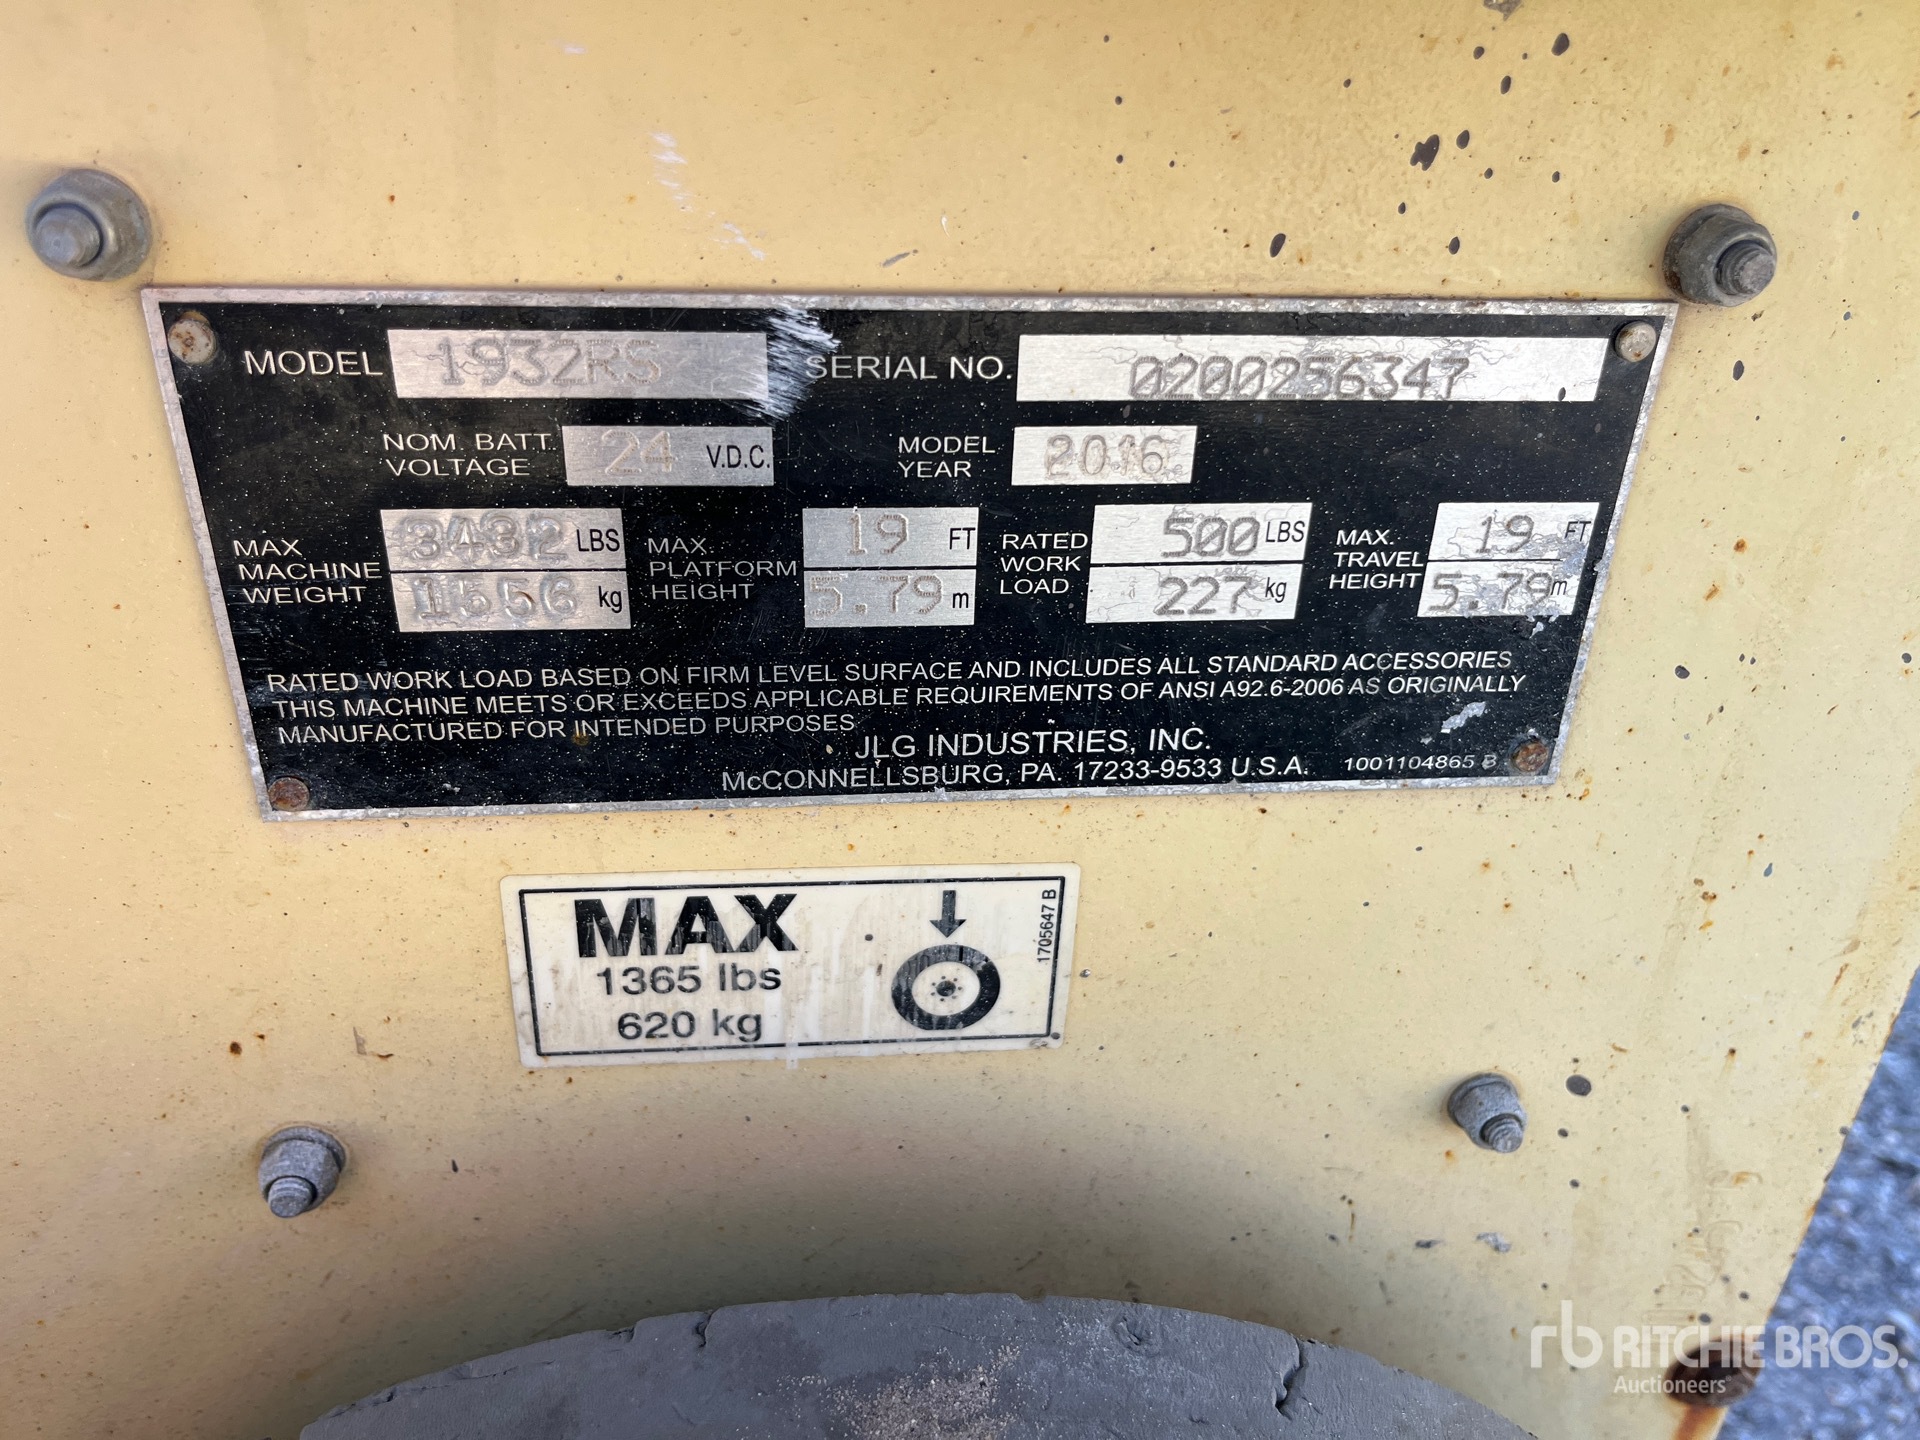 MODEL 1932RS SERIAL NO. 0200256347
NOM. BATT. VOLTAGE 24 V.D.C. MODEL YEAR 2016
MAX. MACHINE WEIGHT 3432 LBS 1556 kg MAX. PLATFORM HEIGHT 19 FT 5.79 m RATED WORK LOAD 500 LBS 227 kg MAX. TRAVEL HEIGHT 19 FT 5.79 m
RATED WORK LOAD BASED ON FIRM LEVEL SURFACE AND INCLUDES ALL STANDARD ACCESSORIES
THIS MACHINE MEETS OR EXCEEDS APPLICABLE REQUIREMENTS OF ANSI A92.6-2006 AS ORIGINALLY
MANUFACTURED FOR INTENDED PURPOSES
JLG INDUSTRIES, INC.
McCONNELLSBURG, PA. 17233-9533 U.S.A. 1001104865 B
MAX
1365 lbs
620 kg
1705647 B
rb RITCHIE BROS.
Auctioneers